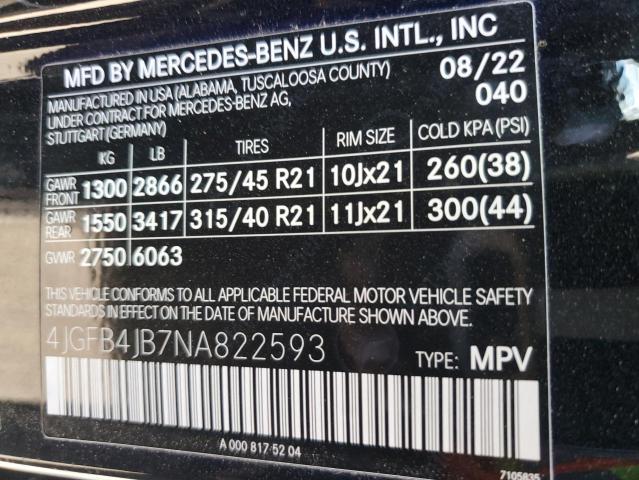 MFD BY MERCEDES-BENZ U.S. INTL., INC
MANUFACTURED IN USA (ALABAMA, TUSCALOOSA COUNTY) 08/22
UNDER CONTRACT FOR MERCEDES-BENZ AG, 040
STUTTGART (GERMANY)
KG LB TIRES RIM SIZE COLD KPA (PSI)
GAWR FRONT 1300 2866 275/45 R21 10Jx21 260(38)
GAWR REAR 1550 3417 315/40 R21 11Jx21 300(44)
GVWR 2750 6063
THIS VEHICLE CONFORMS TO ALL APPLICABLE FEDERAL MOTOR VEHICLE SAFETY
STANDARDS IN EFFECT ON THE DATE OF MANUFACTURE SHOWN ABOVE.
4JGFB4JB7NA822593 TYPE: MPV
A 000 817 52 04
7105835